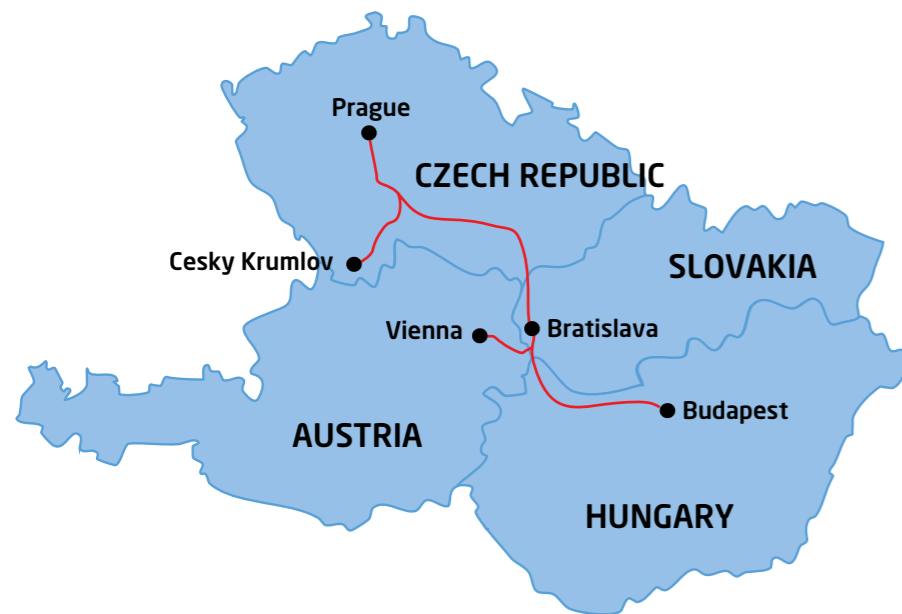 Prague
CZECH REPUBLIC
Cesky Krumlov
SLOVAKIA
Vienna
Bratislava
Budapest
AUSTRIA
HUNGARY